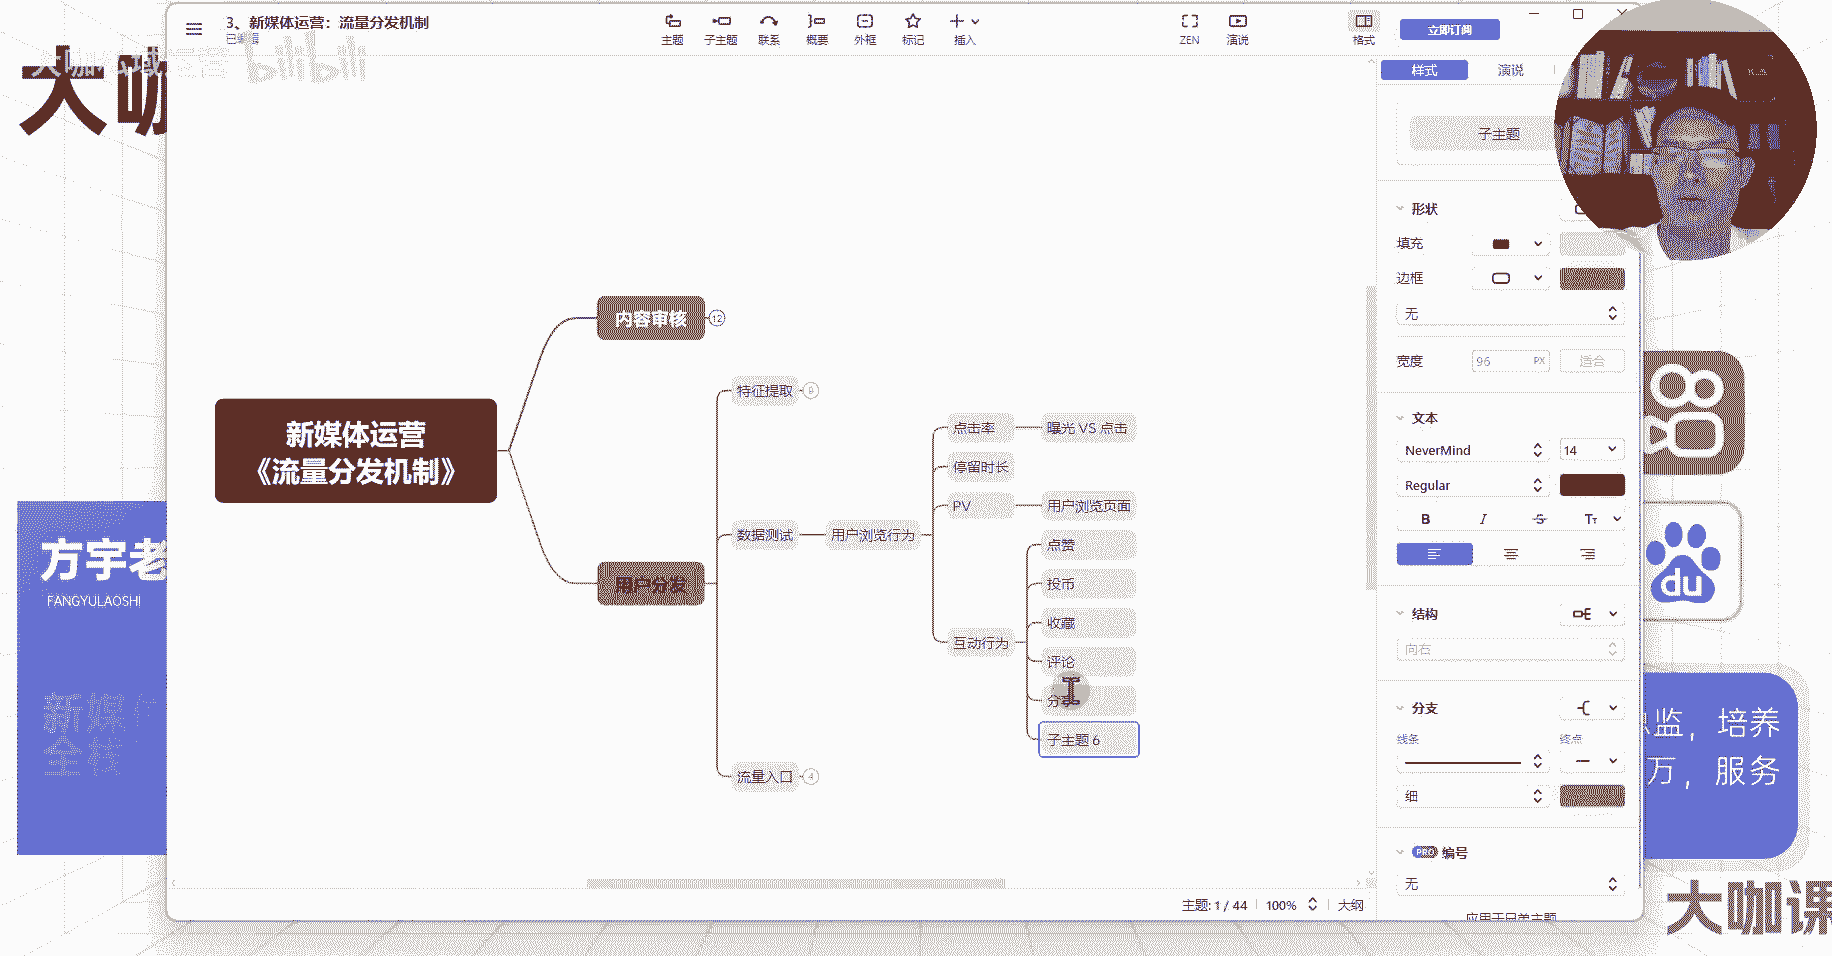 3、新媒体运营：流量分发机制
已编辑
主题
子主题
联系
概要
外框
标记
插入
ZEN
演说
格式
立即订阅
大咖
bilibili
样式
演说
子主题
形状
填充
边框
无
宽度
96
PX
适合
文本
NeverMind
14
Regular
B
I
S
Tт
结构
向右
分支
线条
终点
细
PRO 编号
无
应用于兄弟主题
新媒体运营
《流量分发机制》
内容审核
12
用户分发
特征提取
数据测试
用户浏览行为
流量入口
4
点击率
曝光 VS 点击
停留时长
PV
用户浏览页面
互动行为
点赞
投币
收藏
评论
子主题 6
主题: 1 / 44
100%
大纲
方宇老
FANGYULAOSHI
新媒体
全栈
du
监，培养
万，服务
大咖课